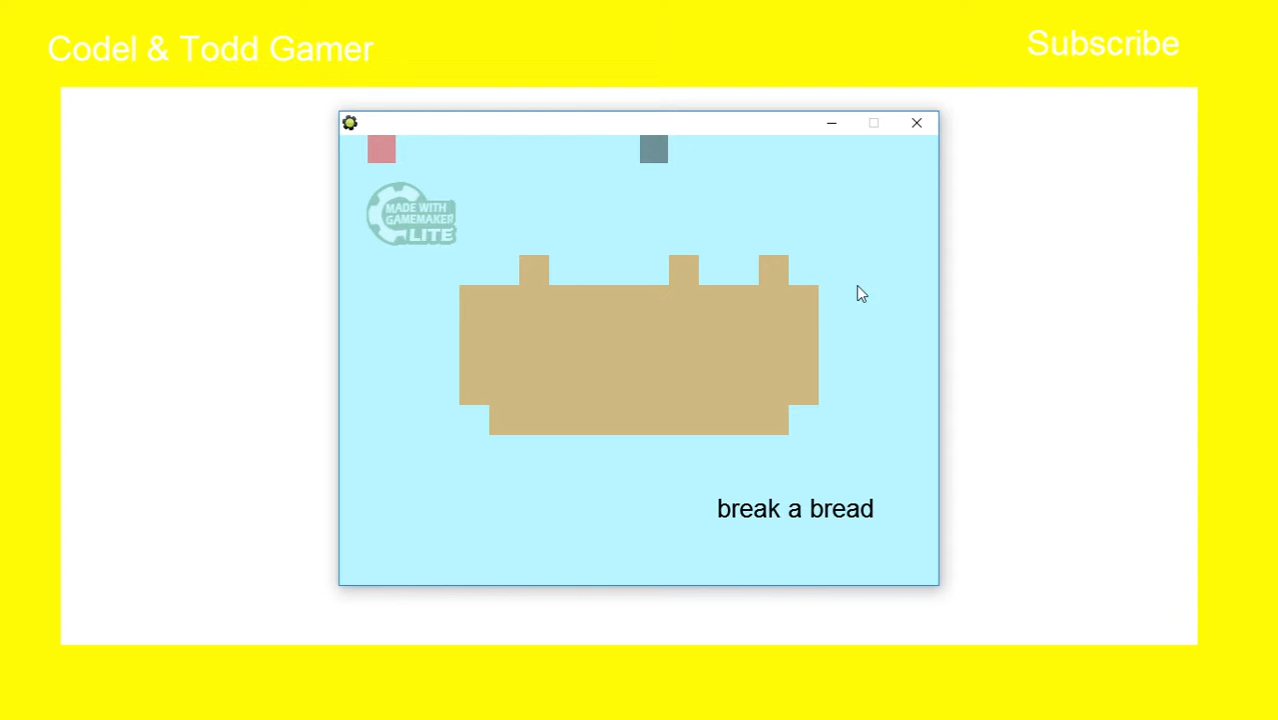 Codel & Todd Gamer
Subscribe
MADE WITH
GAMEMAKER
LITE
break a bread